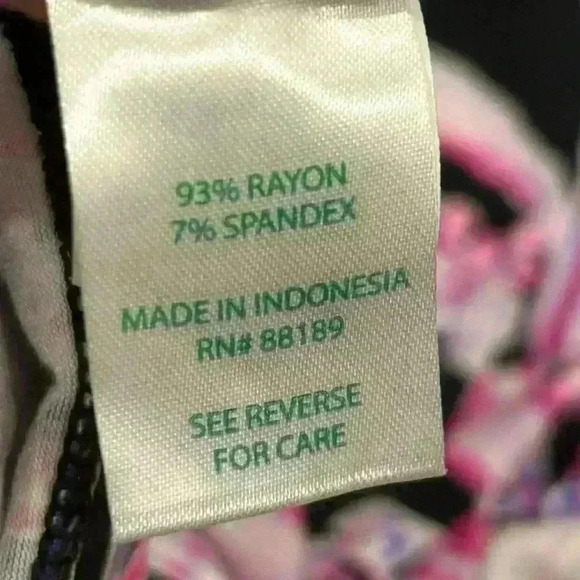 93% RAYON
7% SPANDEX
MADE IN INDONESIA
RN# 88189
SEE REVERSE
FOR CARE